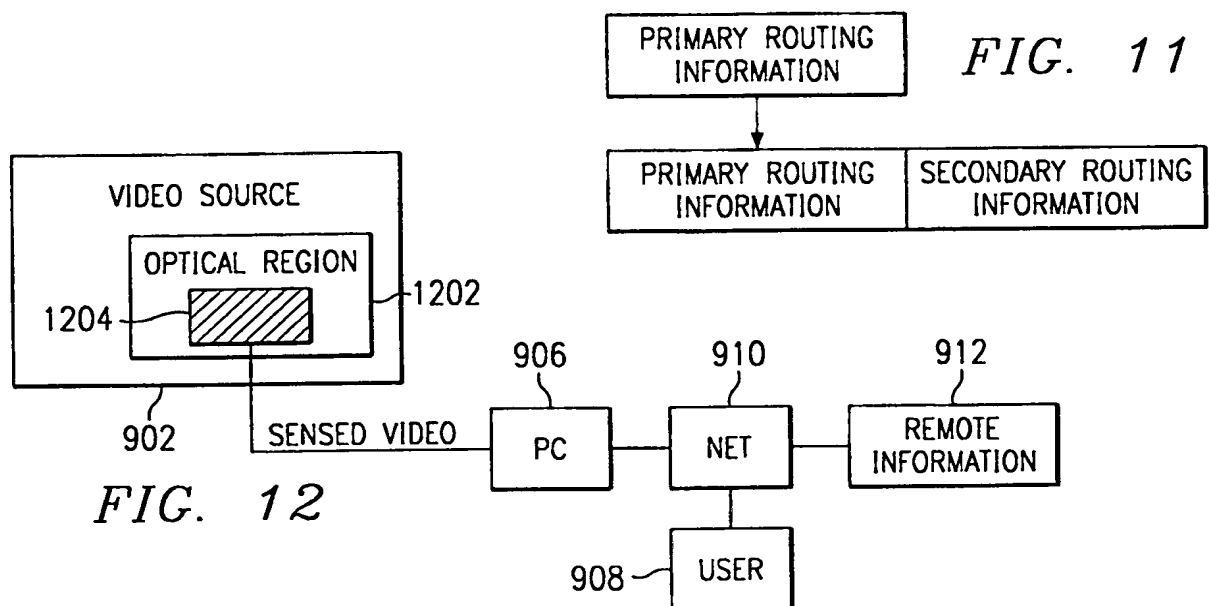 PRIMARY ROUTING
INFORMATION
FIG. 11
PRIMARY ROUTING
INFORMATION
SECONDARY ROUTING
INFORMATION
VIDEO SOURCE
OPTICAL REGION
1202
1204
902
SENSED VIDEO
906
PC
910
NET
912
REMOTE
INFORMATION
908
USER
FIG. 12